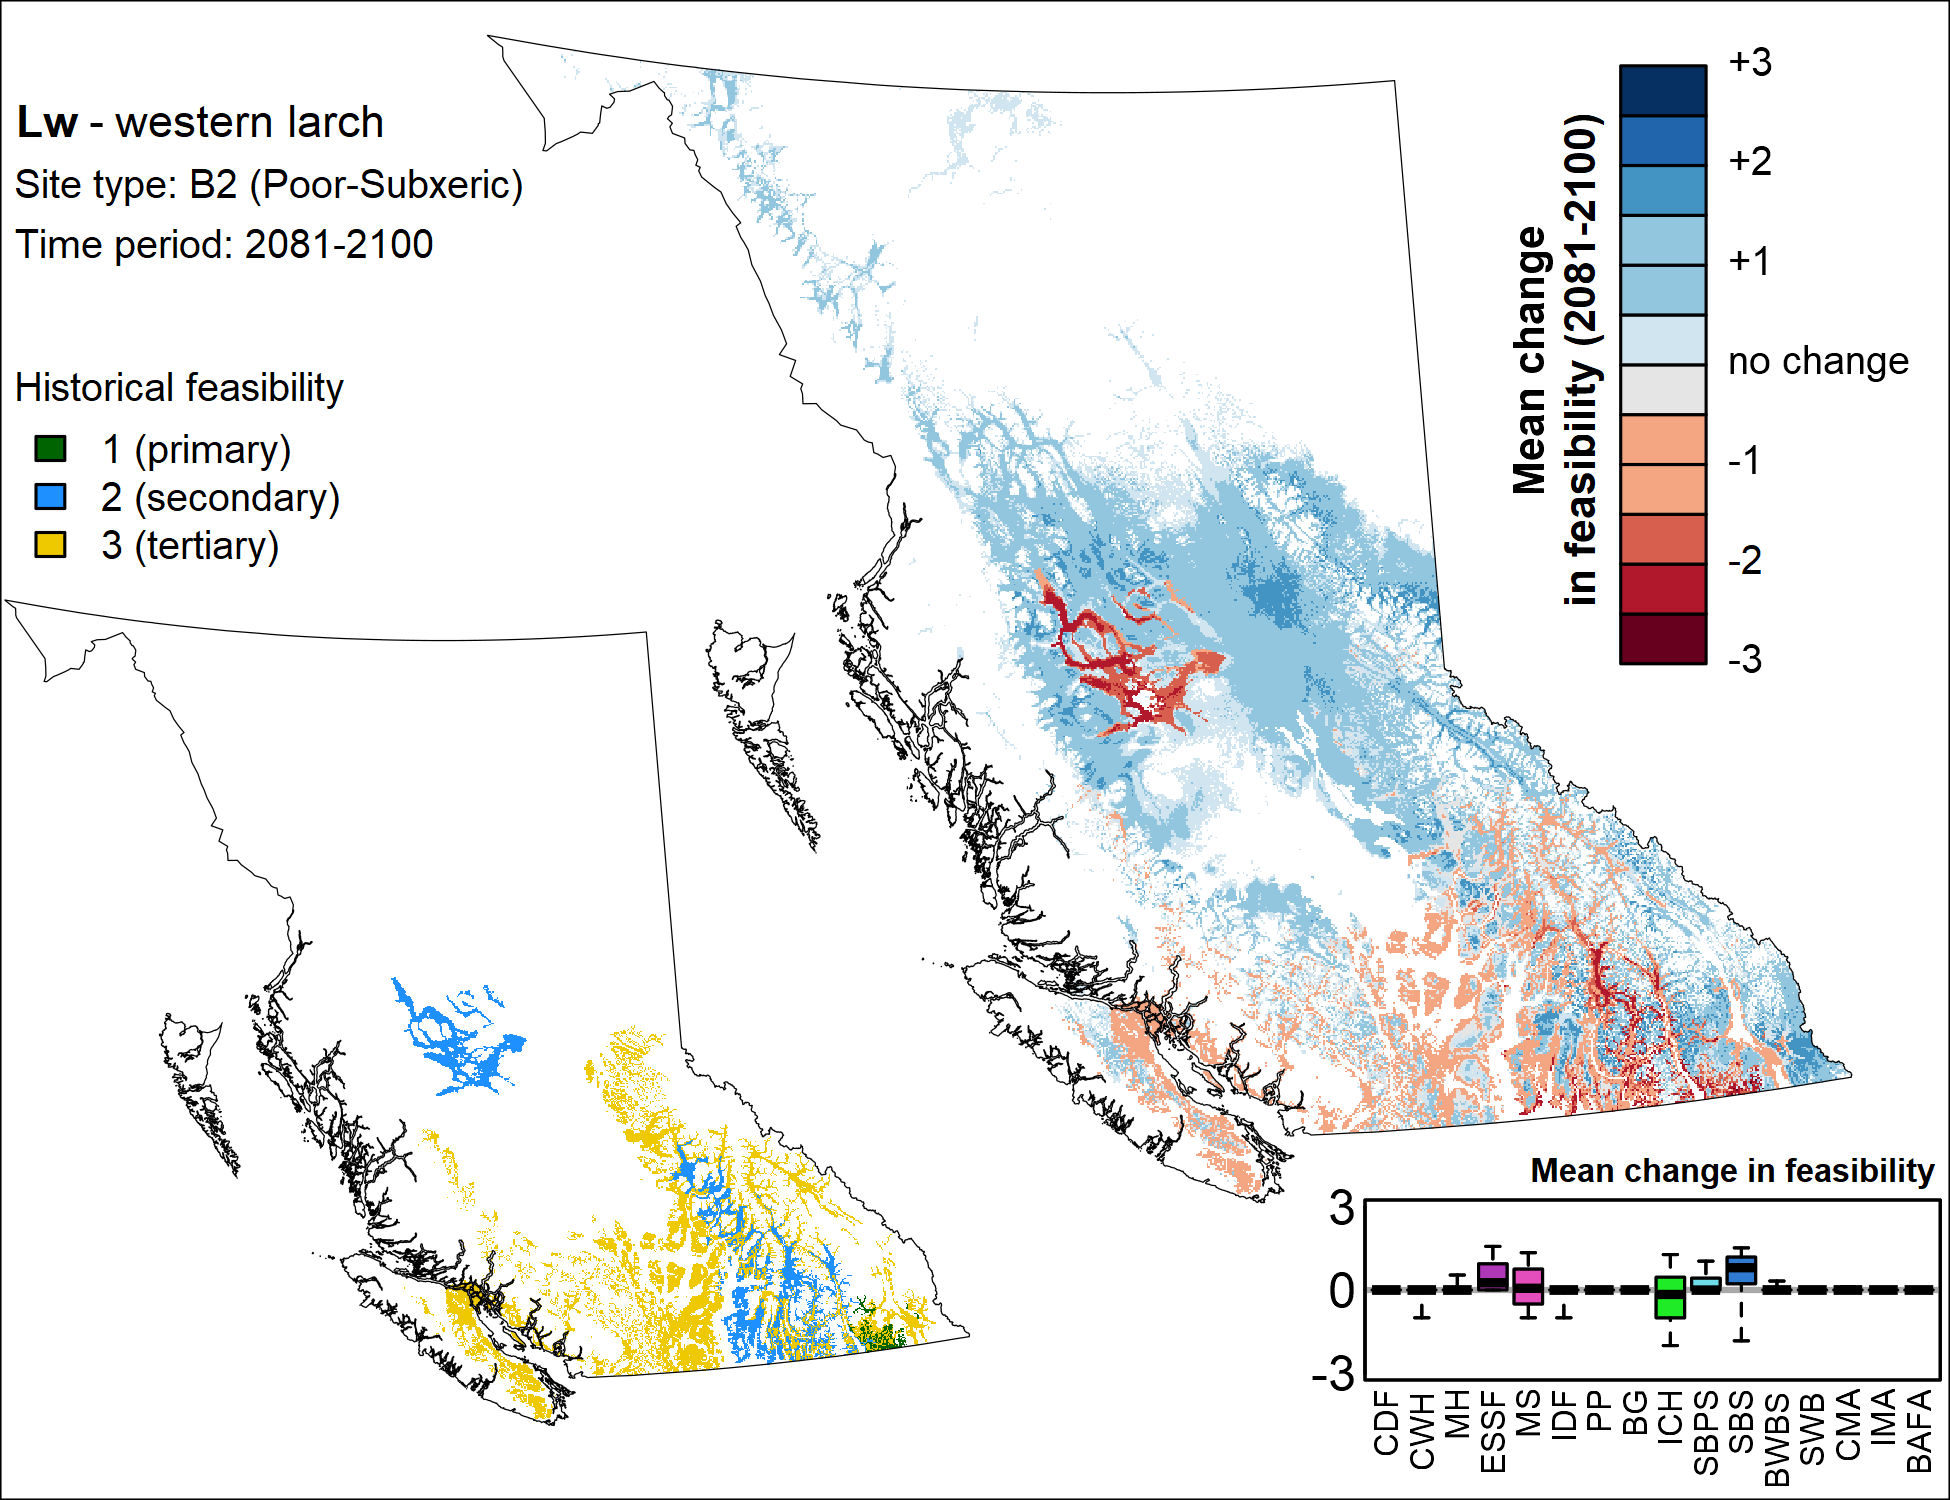 Lw - western larch
Site type: B2 (Poor-Subxeric)
Time period: 2081-2100
Historical feasibility
1 (primary)
2 (secondary)
3 (tertiary)
Mean change
in feasibility (2081-2100)
+3
+2
+1
no change
-1
-2
-3
Mean change in feasibility
3
0
-3
CDF
CWH
MH
ESSF
MS
IDF
PP
BG
ICH
SBPS
SBS
BWBS
SWB
CMA
IMA
BAFA